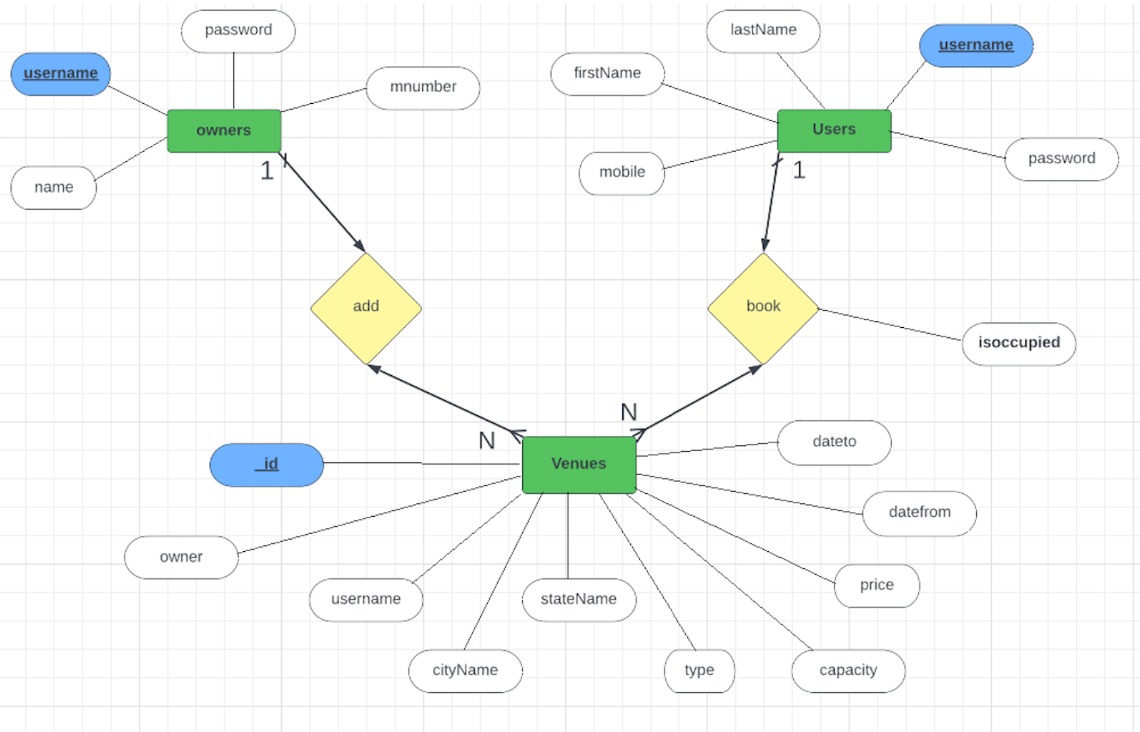 password
lastName
username
username
firstName
mnumber
owners
Users
password
mobile
name
1
1
add
book
isoccupied
N
N
dateto
_id
Venues
datefrom
owner
price
username
stateName
cityName
type
capacity